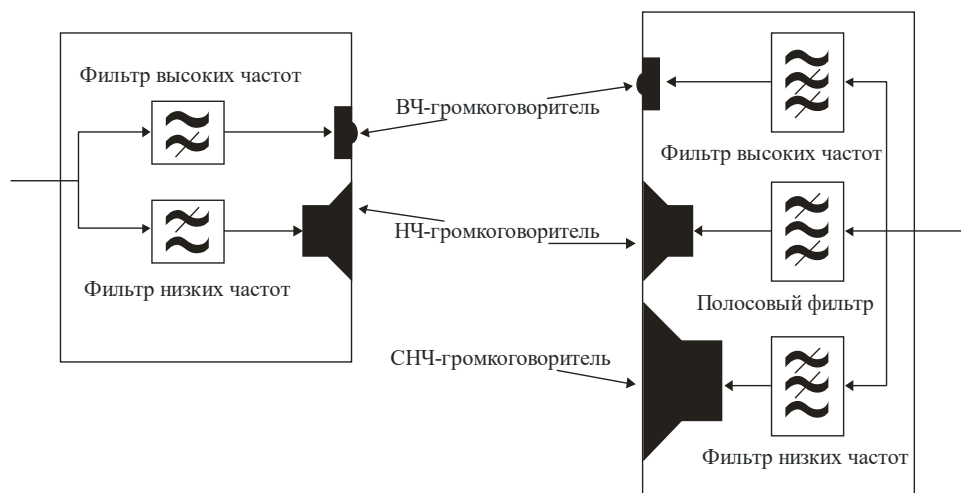 Фильтр высоких частот
ВЧ-громкоговоритель
Фильтр высоких частот
НЧ-громкоговоритель
Фильтр низких частот
Полосовый фильтр
СНЧ-громкоговоритель
Фильтр низких частот